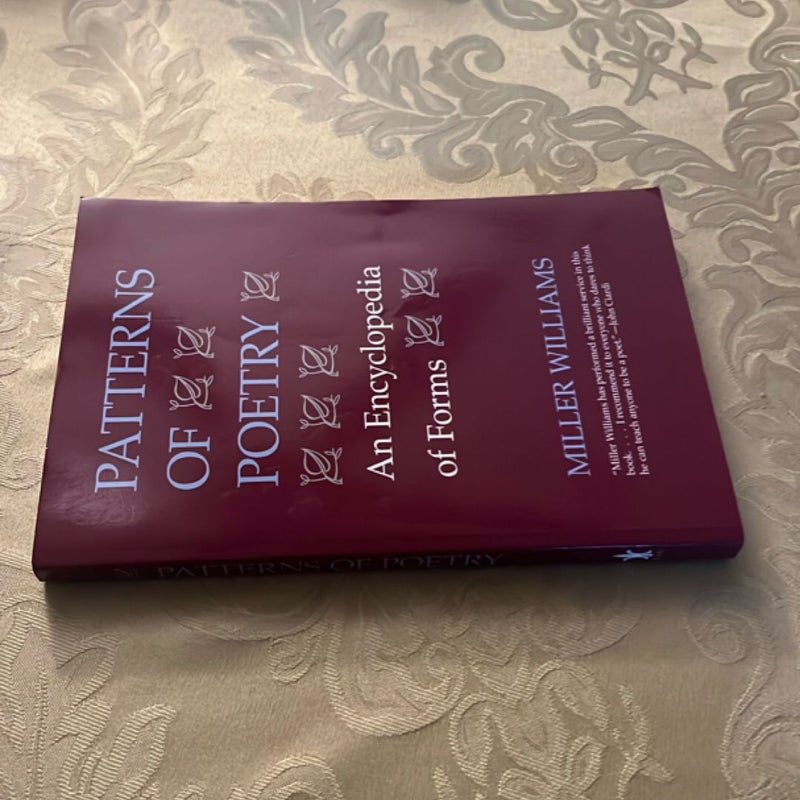 PATTERNS
OF
POETRY
An Encyclopedia
of Forms
MILLER WILLIAMS
"Miller Williams has performed a brilliant service in this
book. . . . I recommend it to everyone who dares to think
he can teach anyone to be a poet."—John Ciardi
PATTERNS OF POETRY